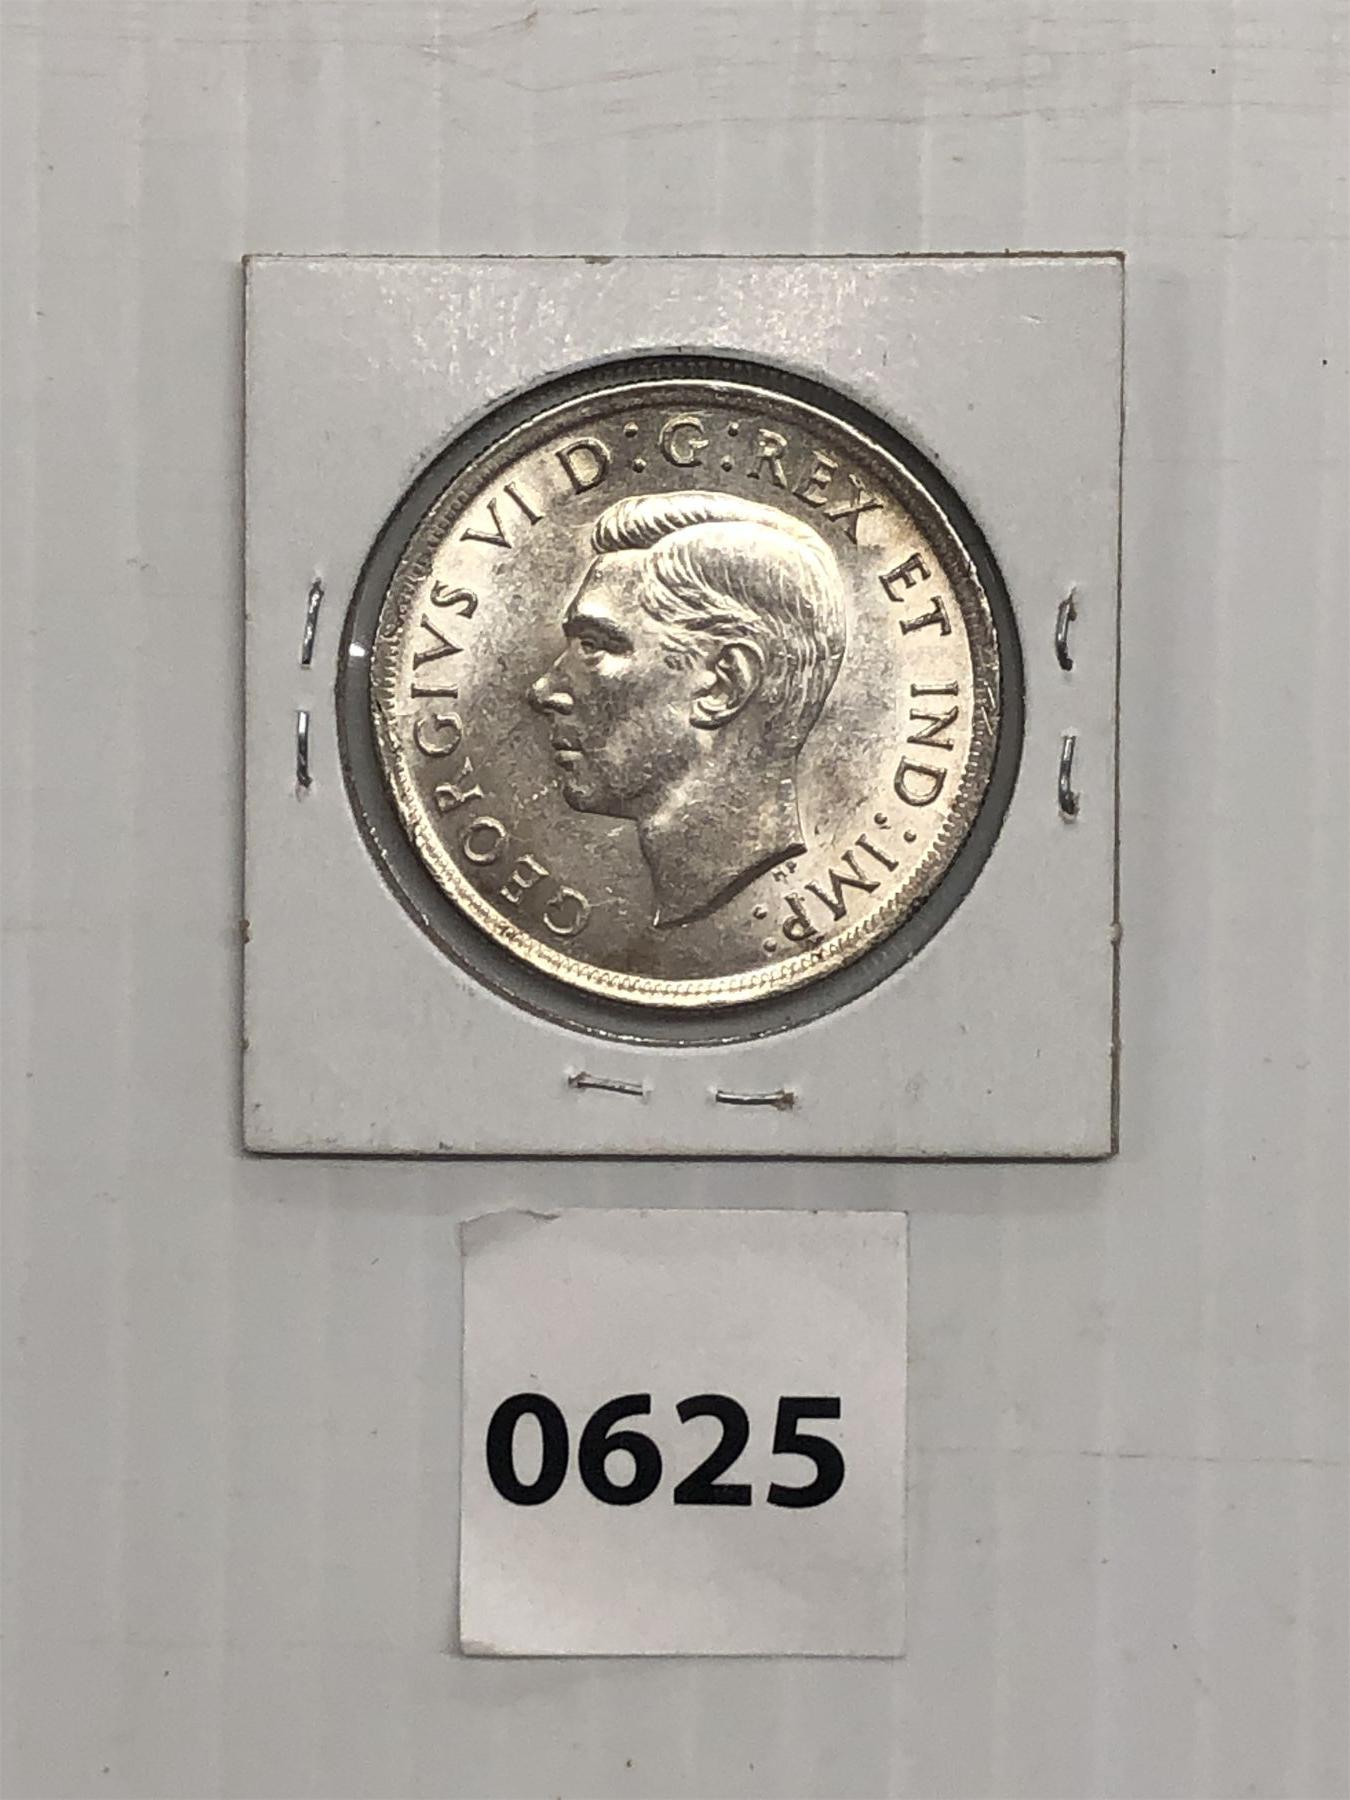 GEORGIVS VI D:G:REX ET IND:IMP:
HP
0625